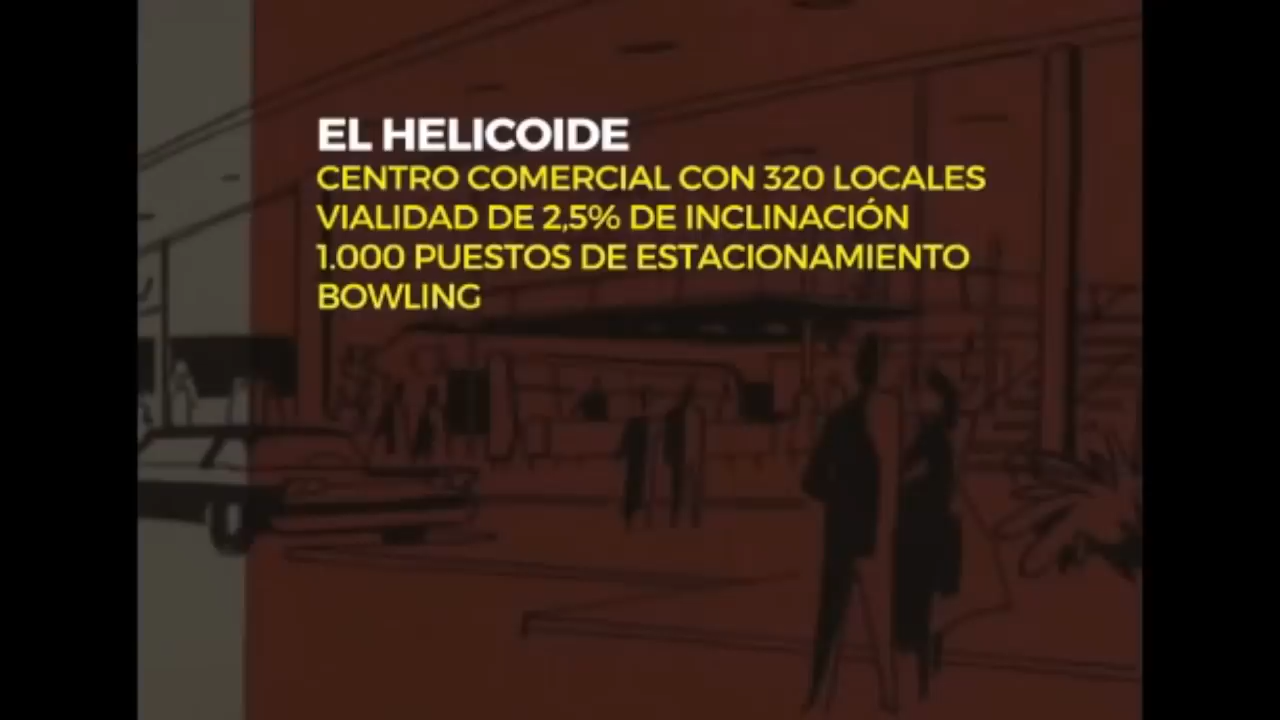 EL HELICOIDE
CENTRO COMERCIAL CON 320 LOCALES
VIALIDAD DE 2,5% DE INCLINACIÓN
1.000 PUESTOS DE ESTACIONAMIENTO
BOWLING